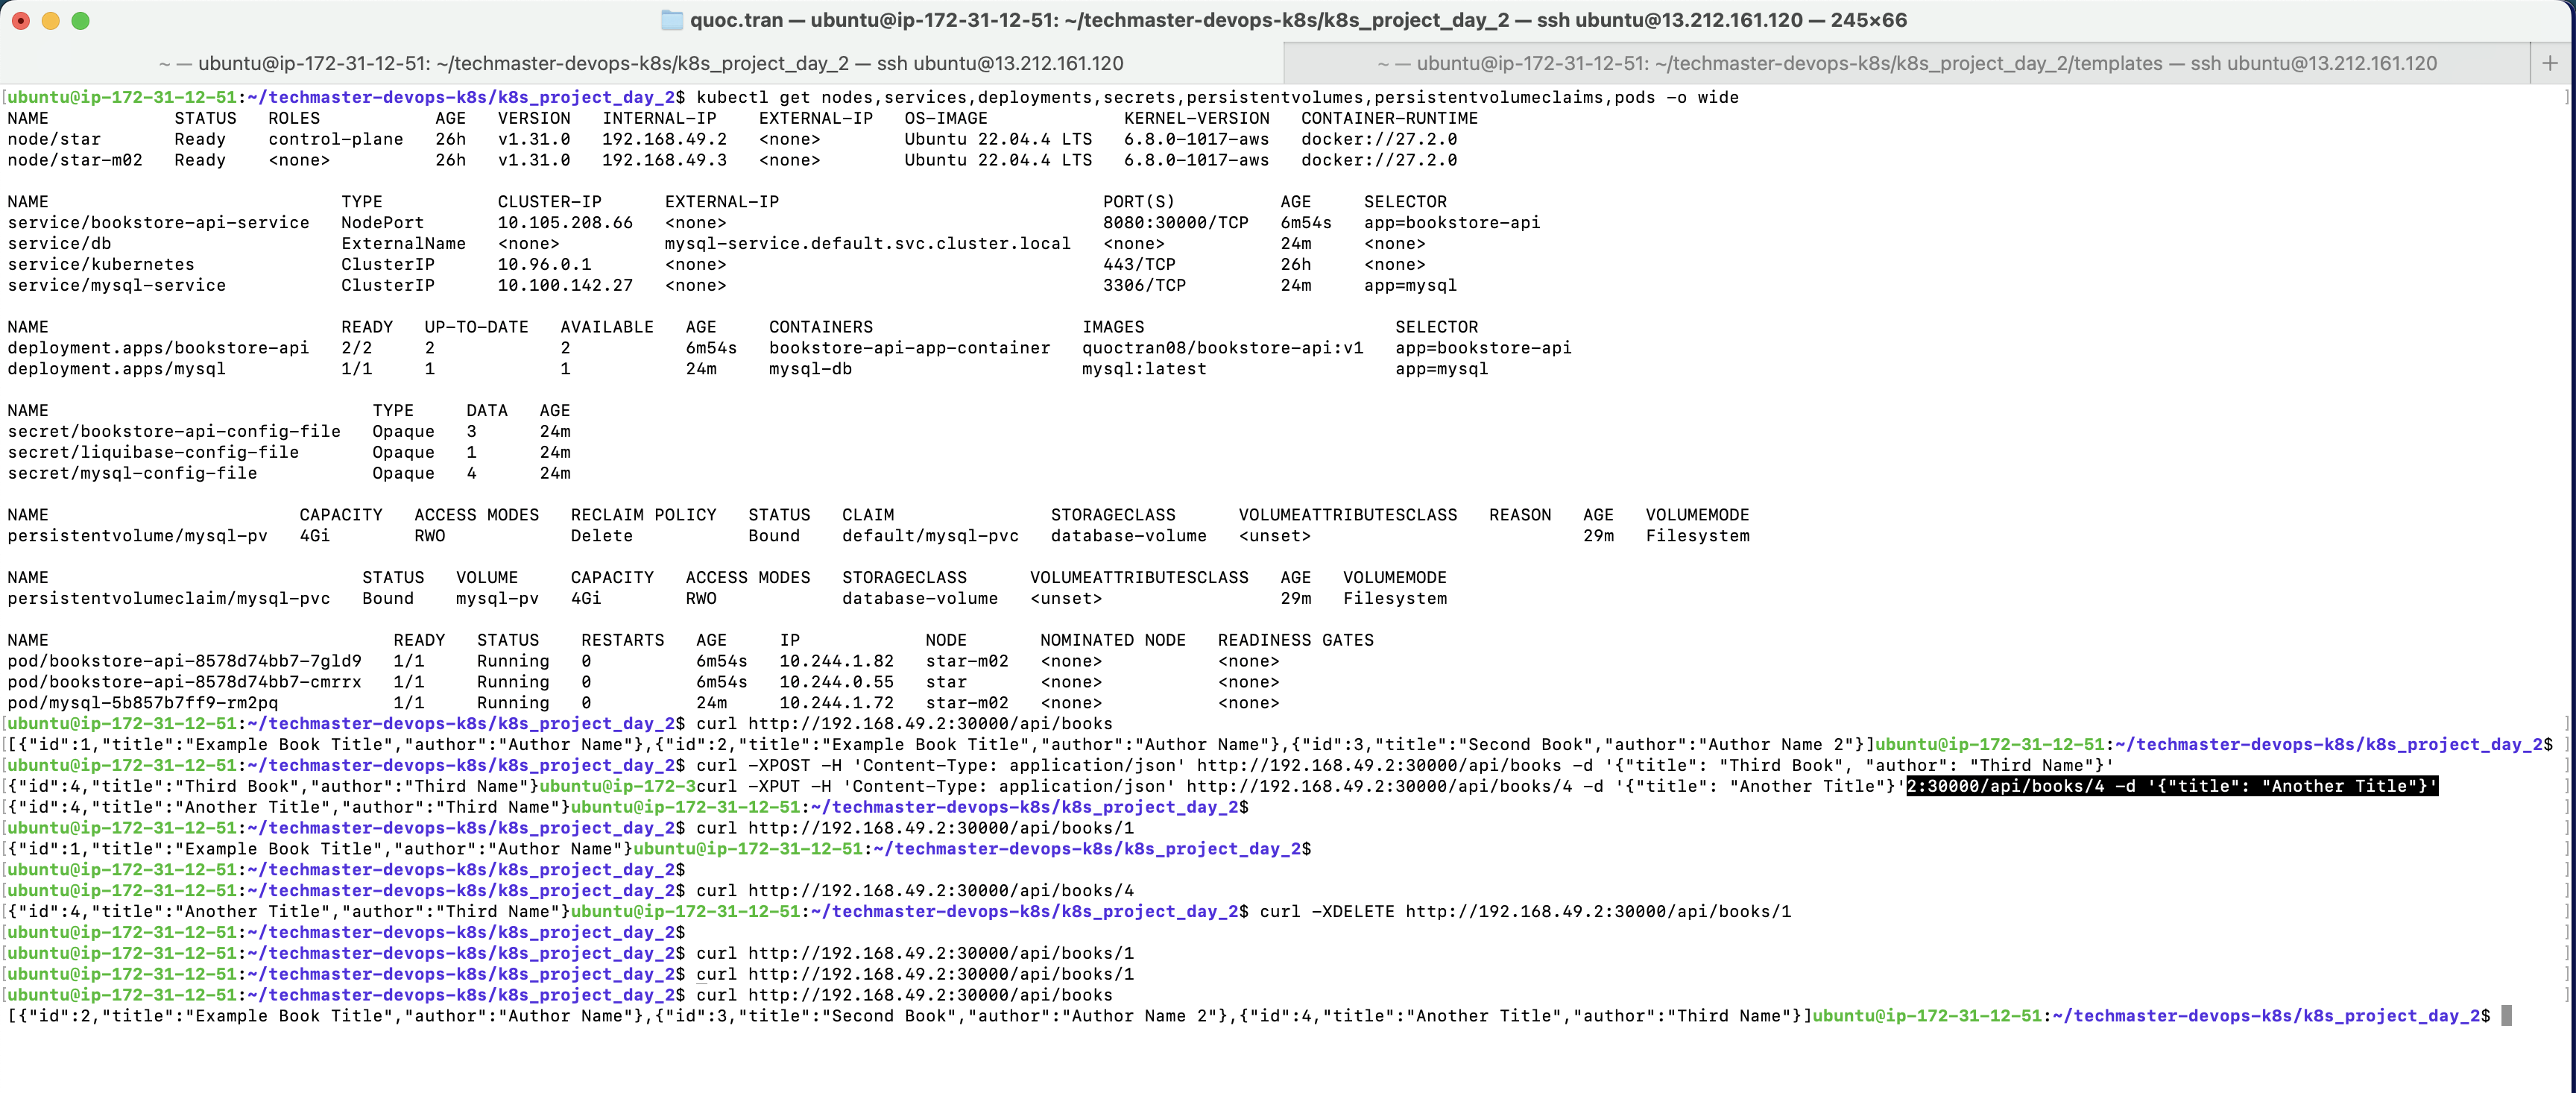 quoc.tran — ubuntu@ip-172-31-12-51: ~/techmaster-devops-k8s/k8s_project_day_2 — ssh ubuntu@13.212.161.120 — 245×66
~ — ubuntu@ip-172-31-12-51: ~/techmaster-devops-k8s/k8s_project_day_2 — ssh ubuntu@13.212.161.120
~ — ubuntu@ip-172-31-12-51: ~/techmaster-devops-k8s/k8s_project_day_2/templates — ssh ubuntu@13.212.161.120 +
[ubuntu@ip-172-31-12-51:~/techmaster-devops-k8s/k8s_project_day_2$ kubectl get nodes,services,deployments,secrets,persistentvolumes,persistentvolumeclaims,pods -o wide ]
NAME STATUS ROLES AGE VERSION INTERNAL-IP EXTERNAL-IP OS-IMAGE KERNEL-VERSION CONTAINER-RUNTIME
node/star Ready control-plane 26h v1.31.0 192.168.49.2 <none> Ubuntu 22.04.4 LTS 6.8.0-1017-aws docker://27.2.0
node/star-m02 Ready <none> 26h v1.31.0 192.168.49.3 <none> Ubuntu 22.04.4 LTS 6.8.0-1017-aws docker://27.2.0
NAME TYPE CLUSTER-IP EXTERNAL-IP PORT(S) AGE SELECTOR
service/bookstore-api-service NodePort 10.105.208.66 <none> 8080:30000/TCP 6m54s app=bookstore-api
service/db ExternalName <none> mysql-service.default.svc.cluster.local <none> 24m <none>
service/kubernetes ClusterIP 10.96.0.1 <none> 443/TCP 26h <none>
service/mysql-service ClusterIP 10.100.142.27 <none> 3306/TCP 24m app=mysql
NAME READY UP-TO-DATE AVAILABLE AGE CONTAINERS IMAGES SELECTOR
deployment.apps/bookstore-api 2/2 2 2 6m54s bookstore-api-app-container quoctran08/bookstore-api:v1 app=bookstore-api
deployment.apps/mysql 1/1 1 1 24m mysql-db mysql:latest app=mysql
NAME TYPE DATA AGE
secret/bookstore-api-config-file Opaque 3 24m
secret/liquibase-config-file Opaque 1 24m
secret/mysql-config-file Opaque 4 24m
NAME CAPACITY ACCESS MODES RECLAIM POLICY STATUS CLAIM STORAGECLASS VOLUMEATTRIBUTESCLASS REASON AGE VOLUMEMODE
persistentvolume/mysql-pv 4Gi RWO Delete Bound default/mysql-pvc database-volume <unset> 29m Filesystem
NAME STATUS VOLUME CAPACITY ACCESS MODES STORAGECLASS VOLUMEATTRIBUTESCLASS AGE VOLUMEMODE
persistentvolumeclaim/mysql-pvc Bound mysql-pv 4Gi RWO database-volume <unset> 29m Filesystem
NAME READY STATUS RESTARTS AGE IP NODE NOMINATED NODE READINESS GATES
pod/bookstore-api-8578d74bb7-7gld9 1/1 Running 0 6m54s 10.244.1.82 star-m02 <none> <none>
pod/bookstore-api-8578d74bb7-cmrrx 1/1 Running 0 6m54s 10.244.0.55 star <none> <none>
pod/mysql-5b857b7ff9-rm2pq 1/1 Running 0 24m 10.244.1.72 star-m02 <none> <none>
[ubuntu@ip-172-31-12-51:~/techmaster-devops-k8s/k8s_project_day_2$ curl http://192.168.49.2:30000/api/books ]
[[{"id":1,"title":"Example Book Title","author":"Author Name"},{"id":2,"title":"Example Book Title","author":"Author Name"},{"id":3,"title":"Second Book","author":"Author Name 2"}]ubuntu@ip-172-31-12-51:~/techmaster-devops-k8s/k8s_project_day_2$ ]
[ubuntu@ip-172-31-12-51:~/techmaster-devops-k8s/k8s_project_day_2$ curl -XPOST -H 'Content-Type: application/json' http://192.168.49.2:30000/api/books -d '{"title": "Third Book", "author": "Third Name"}' ]
[{"id":4,"title":"Third Book","author":"Third Name"}ubuntu@ip-172-3curl -XPUT -H 'Content-Type: application/json' http://192.168.49.2:30000/api/books/4 -d '{"title": "Another Title"}'2:30000/api/books/4 -d '{"title": "Another Title"}' ]
[{"id":4,"title":"Another Title","author":"Third Name"}ubuntu@ip-172-31-12-51:~/techmaster-devops-k8s/k8s_project_day_2$ ]
[ubuntu@ip-172-31-12-51:~/techmaster-devops-k8s/k8s_project_day_2$ curl http://192.168.49.2:30000/api/books/1 ]
[{"id":1,"title":"Example Book Title","author":"Author Name"}ubuntu@ip-172-31-12-51:~/techmaster-devops-k8s/k8s_project_day_2$ ]
[ubuntu@ip-172-31-12-51:~/techmaster-devops-k8s/k8s_project_day_2$ ]
[ubuntu@ip-172-31-12-51:~/techmaster-devops-k8s/k8s_project_day_2$ curl http://192.168.49.2:30000/api/books/4 ]
[{"id":4,"title":"Another Title","author":"Third Name"}ubuntu@ip-172-31-12-51:~/techmaster-devops-k8s/k8s_project_day_2$ curl -XDELETE http://192.168.49.2:30000/api/books/1 ]
[ubuntu@ip-172-31-12-51:~/techmaster-devops-k8s/k8s_project_day_2$ ]
[ubuntu@ip-172-31-12-51:~/techmaster-devops-k8s/k8s_project_day_2$ curl http://192.168.49.2:30000/api/books/1 ]
[ubuntu@ip-172-31-12-51:~/techmaster-devops-k8s/k8s_project_day_2$ curl http://192.168.49.2:30000/api/books/1 ]
[ubuntu@ip-172-31-12-51:~/techmaster-devops-k8s/k8s_project_day_2$ curl http://192.168.49.2:30000/api/books ]
[{"id":2,"title":"Example Book Title","author":"Author Name"},{"id":3,"title":"Second Book","author":"Author Name 2"},{"id":4,"title":"Another Title","author":"Third Name"}]ubuntu@ip-172-31-12-51:~/techmaster-devops-k8s/k8s_project_day_2$